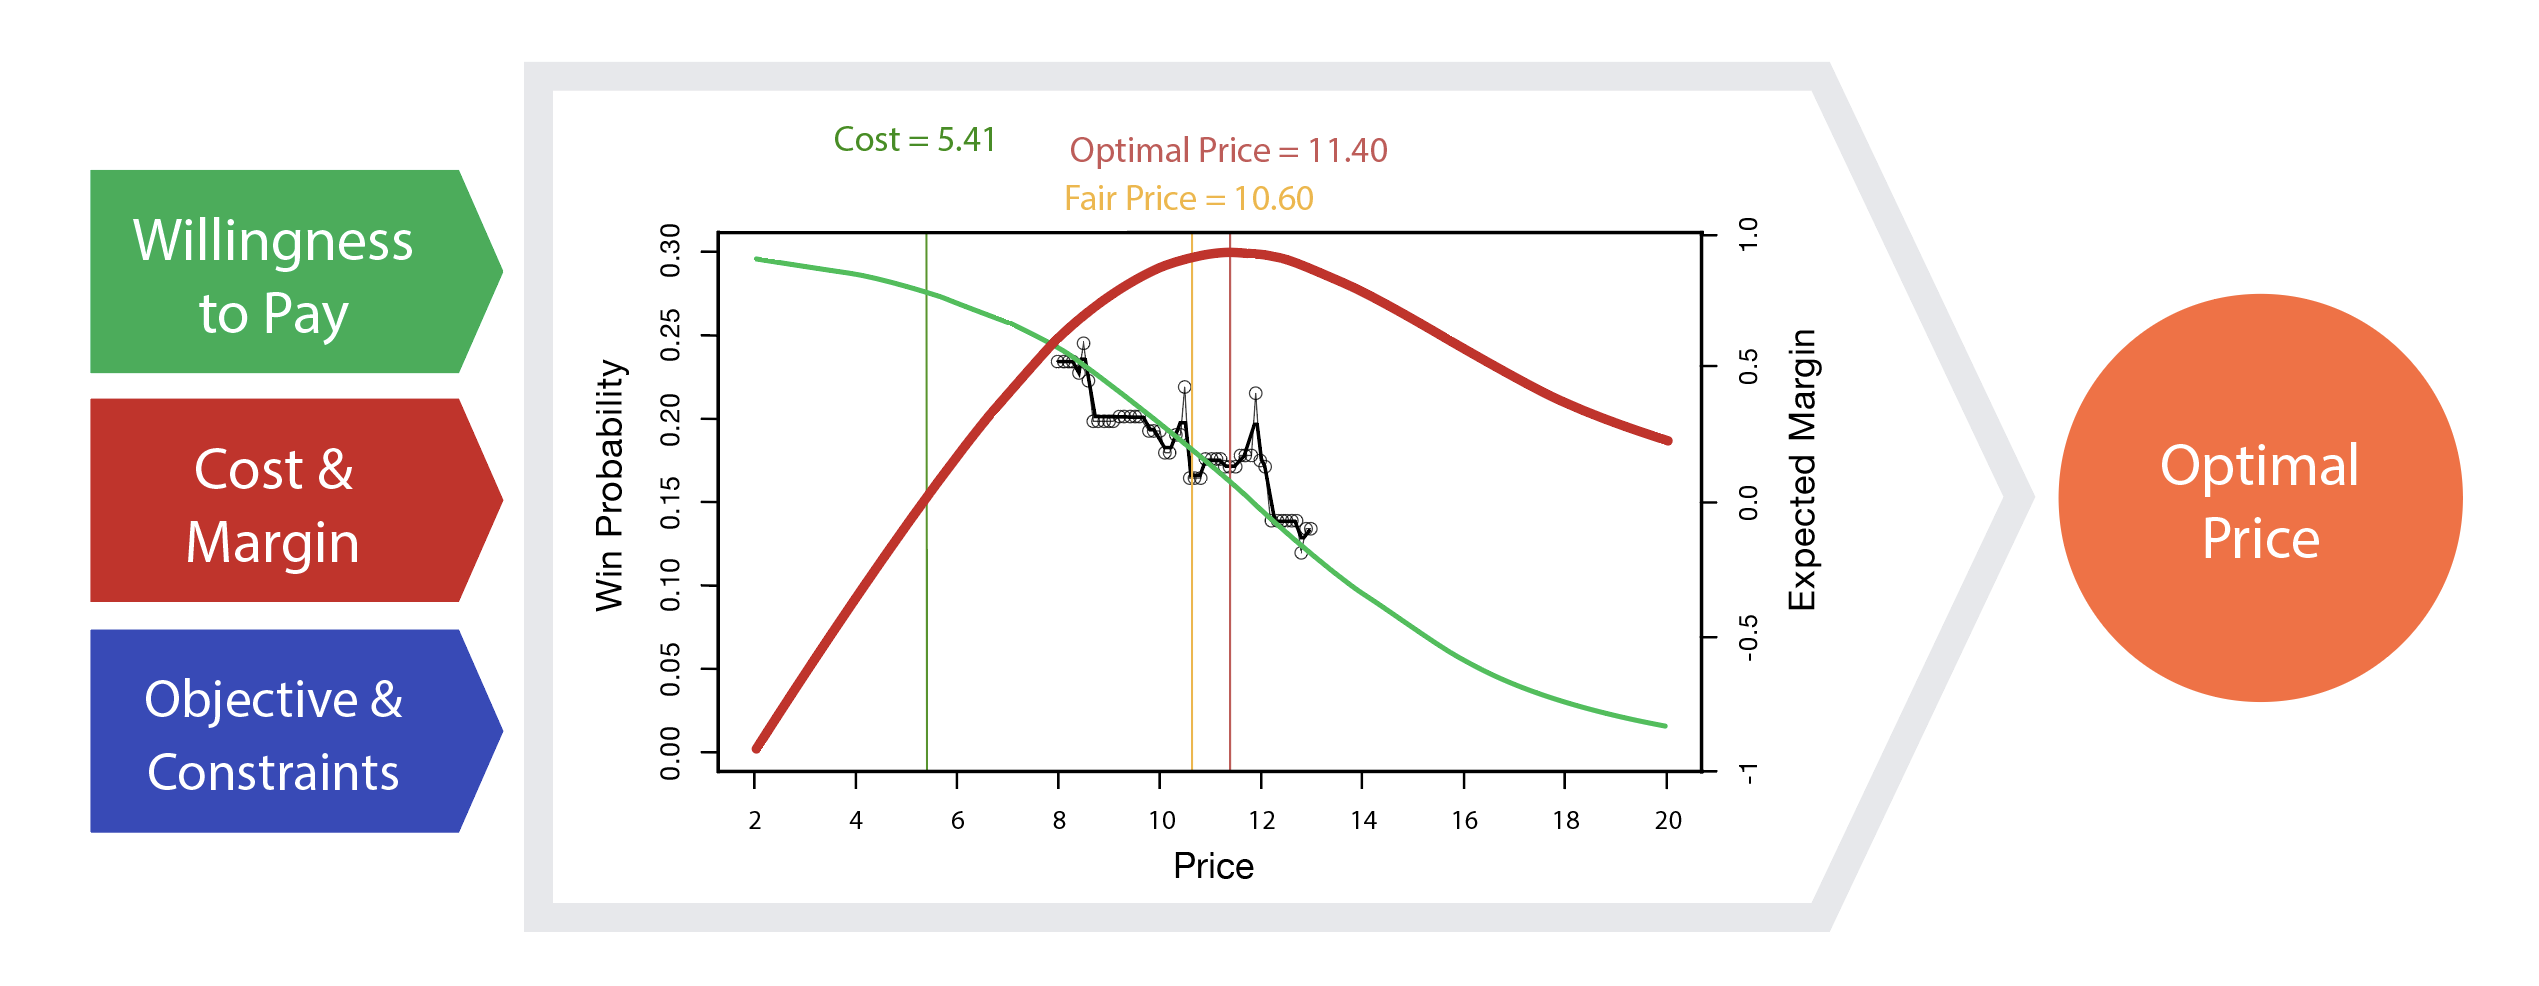 Willingness
to Pay
Cost &
Margin
Objective &
Constraints
Cost = 5.41
Optimal Price = 11.40
Fair Price = 10.60
Win Probability
0.30
0.25
0.20
0.15
0.10
0.05
0.00
1.0
0.5
0.0
-0.5
-1
Expected Margin
2 4 6 8 10 12 14 16 18 20
Price
Optimal
Price